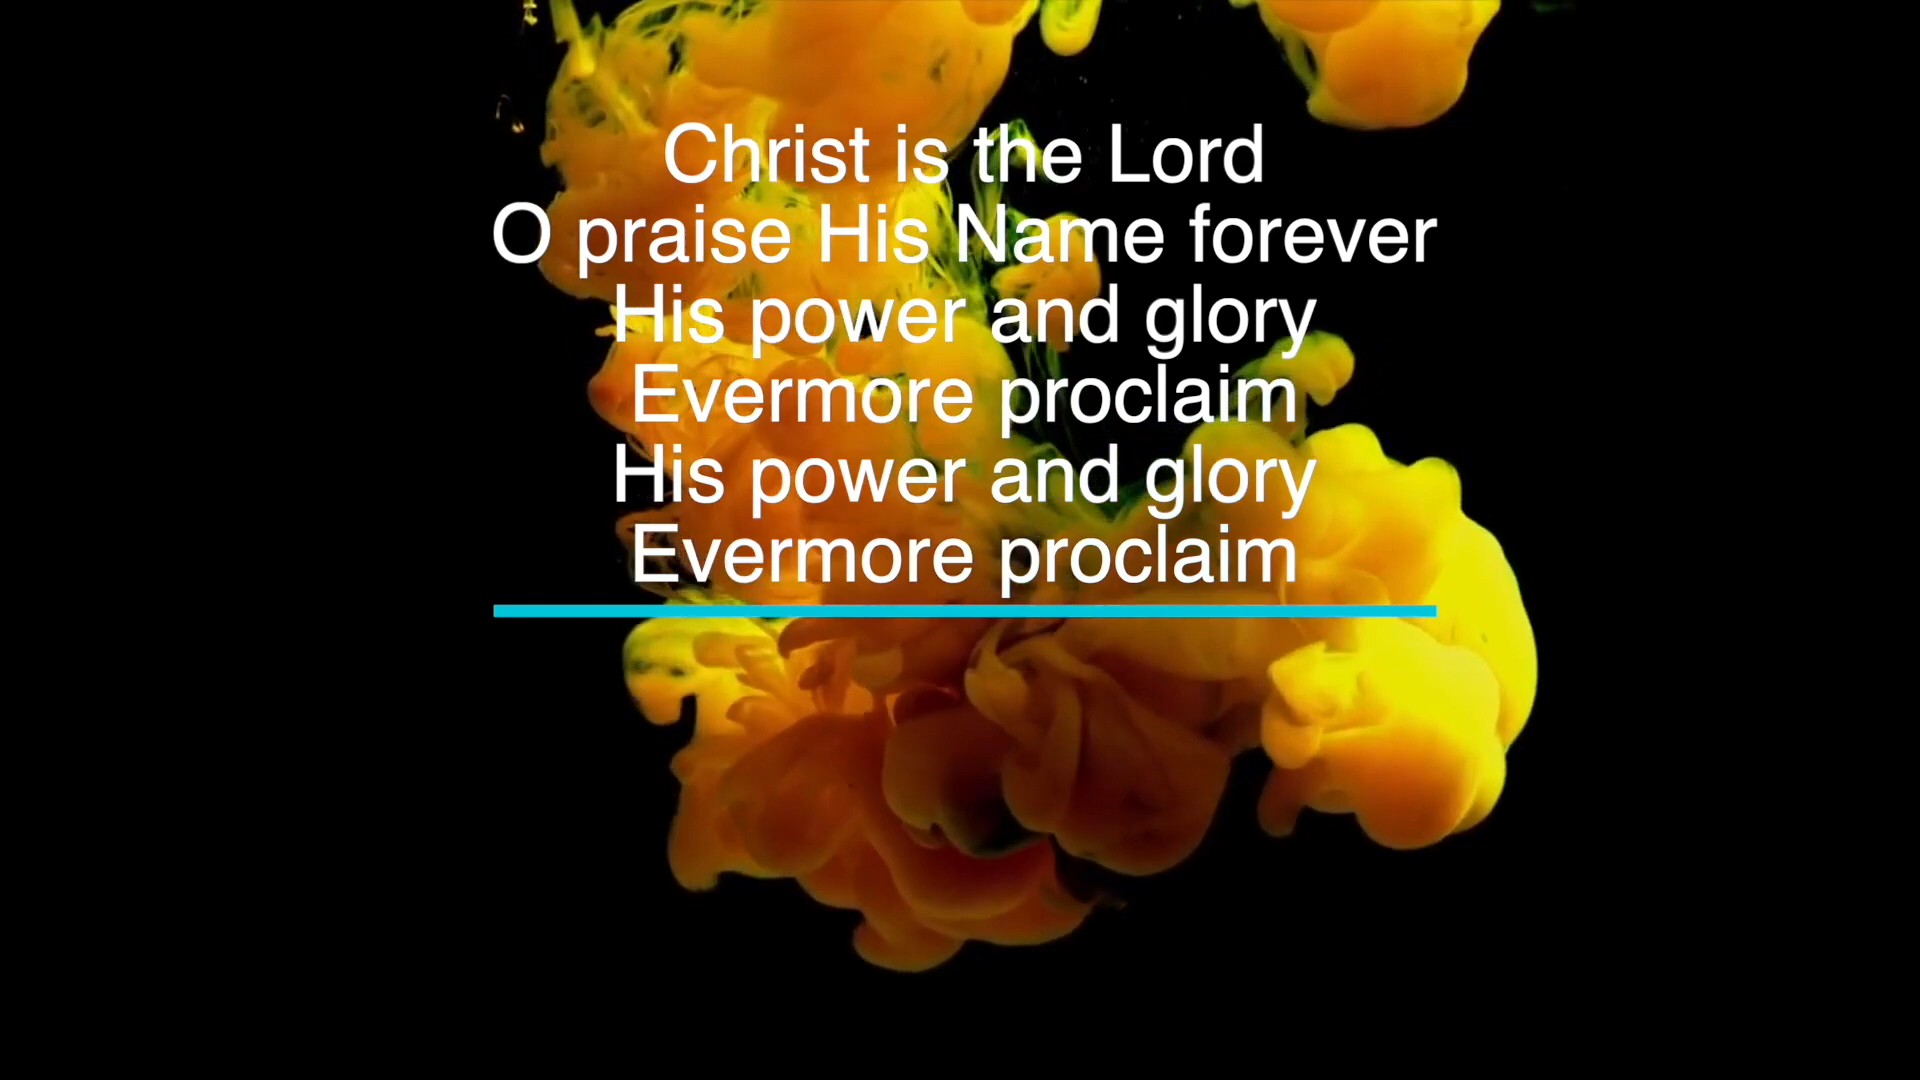 Christ is the Lord
O praise His Name forever
His power and glory
Evermore proclaim
His power and glory
Evermore proclaim